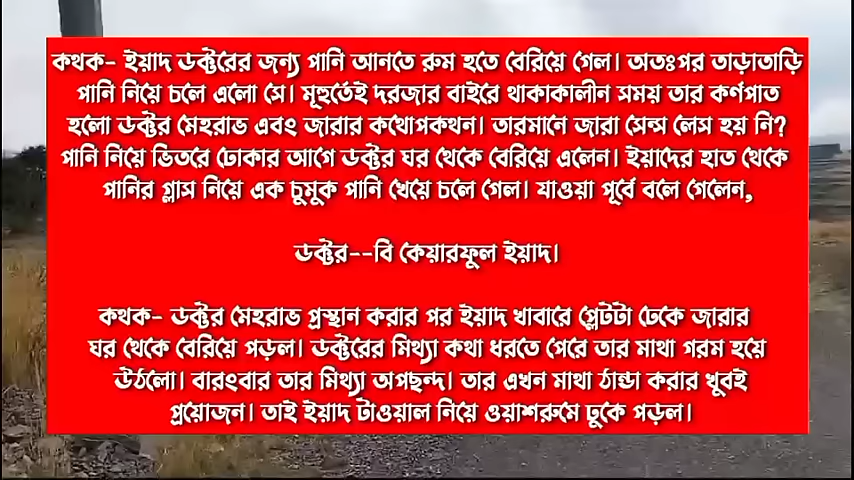 কথক- ইয়াদ ডক্টরের জন্য পানি আনতে রুম হতে বেরিয়ে গেল। অতঃপর তাড়াতাড়ি
পানি নিয়ে চলে এলো সে। মূহুর্তেই দরজার বাইরে থাকাকালীন সময় তার কর্ণপাত
হলো ডক্টর মেহরাভ এবং জারার কথোপকথন। তারমানে জারা সেন্স লেস হয় নি?
পানি নিয়ে ভিতরে ঢোকার আগে ডক্টর ঘর থেকে বেরিয়ে এলেন। ইয়াদের হাত থেকে
পানির গ্লাস নিয়ে এক চুমুক পানি খেয়ে চলে গেল। যাওয়া পূর্বে বলে গেলেন,
ডক্টর--বি কেয়ারফুল ইয়াদ।
কথক- ডক্টর মেহরাভ প্রস্থান করার পর ইয়াদ খাবারে প্লেটটা ঢেকে জারার
ঘর থেকে বেরিয়ে পড়ল। ডক্টরের মিথ্যা কথা ধরতে পেরে তার মাথা গরম হয়ে
উঠলো। বারংবার তার মিথ্যা অপছন্দ। তার এখন মাথা ঠান্ডা করার খুবই
প্রয়োজন। তাই ইয়াদ টাওয়াল নিয়ে ওয়াশরুমে ঢুকে পড়ল।